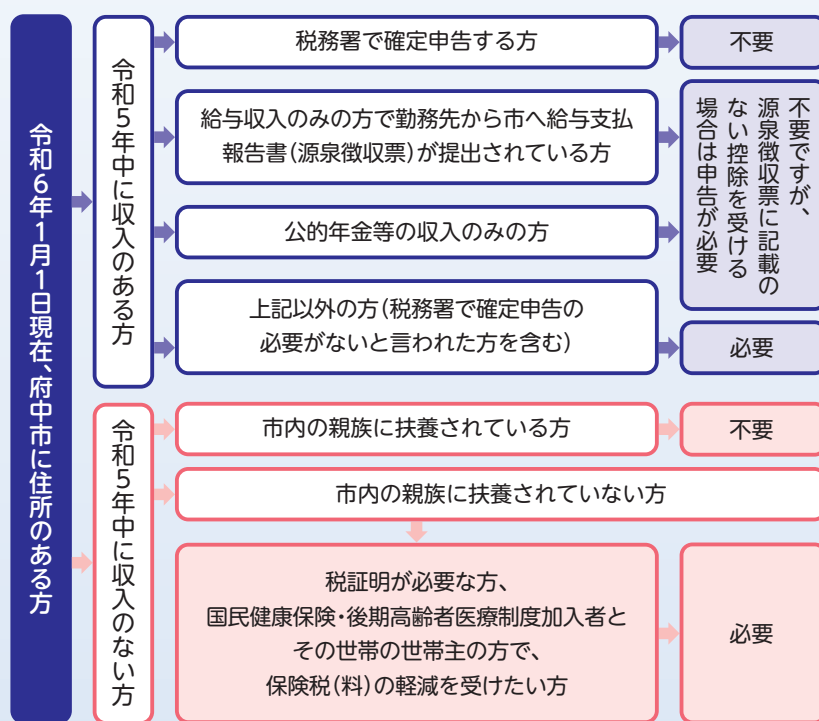 令和6年1月1日現在、府中市に住所のある方
令和5年中に収入のある方
税務署で確定申告する方
不要
給与収入のみの方で勤務先から市へ給与支払
報告書(源泉徴収票)が提出されている方
公的年金等の収入のみの方
不要ですが、
源泉徴収票に記載の
ない控除を受ける
場合は申告が必要
上記以外の方(税務署で確定申告の
必要がないと言われた方を含む)
必要
令和5年中に収入のない方
市内の親族に扶養されている方
不要
市内の親族に扶養されていない方
税証明が必要な方、
国民健康保険・後期高齢者医療制度加入者と
その世帯の世帯主の方で、
保険税(料)の軽減を受けたい方
必要